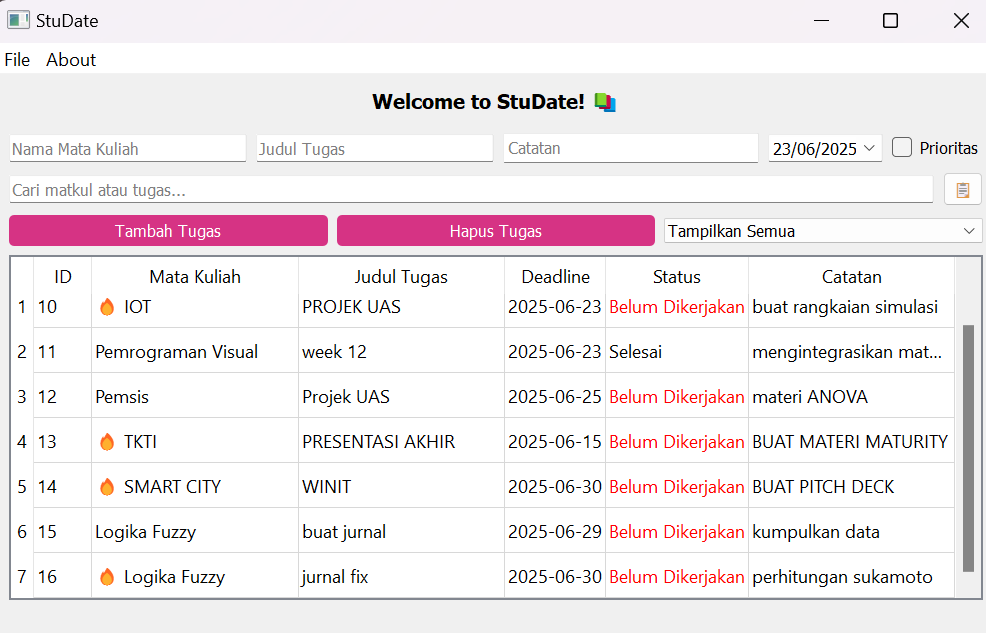 StuDate
File About
Welcome to StuDate!
Nama Mata Kuliah Judul Tugas Catatan 23/06/2025 Prioritas
Cari matkul atau tugas...
Tambah Tugas Hapus Tugas Tampilkan Semua
ID Mata Kuliah Judul Tugas Deadline Status Catatan
1 10 IOT PROJEK UAS 2025-06-23 Belum Dikerjakan buat rangkaian simulasi
2 11 Pemrograman Visual week 12 2025-06-23 Selesai mengintegrasikan mat...
3 12 Pemsis Projek UAS 2025-06-25 Belum Dikerjakan materi ANOVA
4 13 TKTI PRESENTASI AKHIR 2025-06-15 Belum Dikerjakan BUAT MATERI MATURITY
5 14 SMART CITY WINIT 2025-06-30 Belum Dikerjakan BUAT PITCH DECK
6 15 Logika Fuzzy buat jurnal 2025-06-29 Belum Dikerjakan kumpulkan data
7 16 Logika Fuzzy jurnal fix 2025-06-30 Belum Dikerjakan perhitungan sukamoto